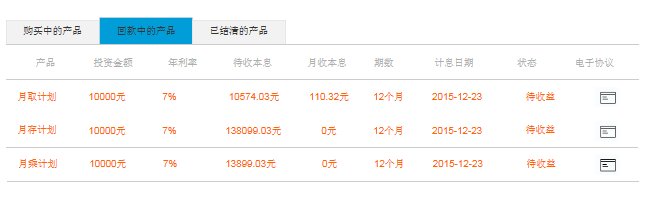 购买中的产品 回款中的产品 已结清的产品
产品 投资金额 年利率 待收本息 月收本息 期数 计息日期 状态 电子协议
月取计划 10000元 7% 10574.03元 110.32元 12个月 2015-12-23 待收益
月存计划 10000元 7% 138099.03元 0元 12个月 2015-12-23 待收益
月乘计划 10000元 7% 13899.03元 0元 12个月 2015-12-23 待收益